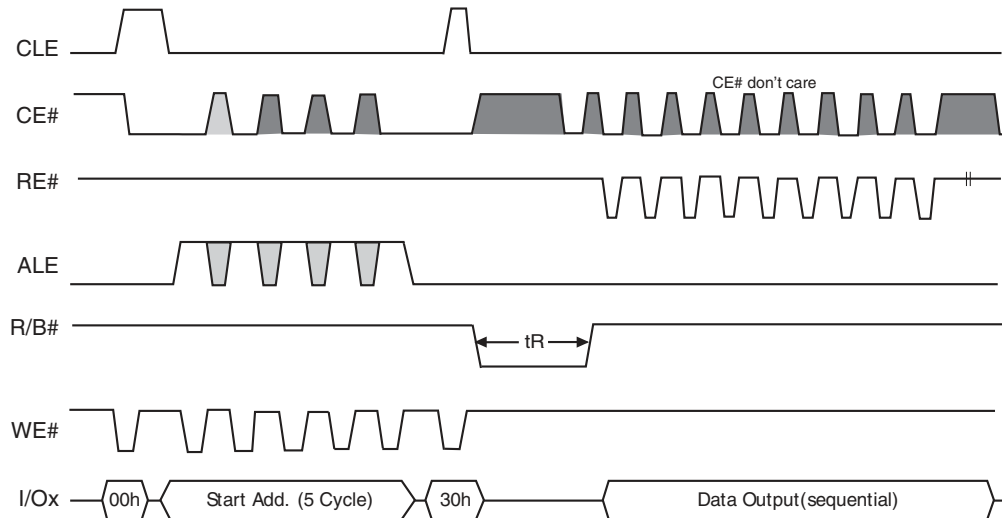 CLE
CE# don't care
CE#
RE#
ALE
R/B#
tR
WE#
I/Ox
00h
Start Add. (5 Cycle)
30h
Data Output(sequential)